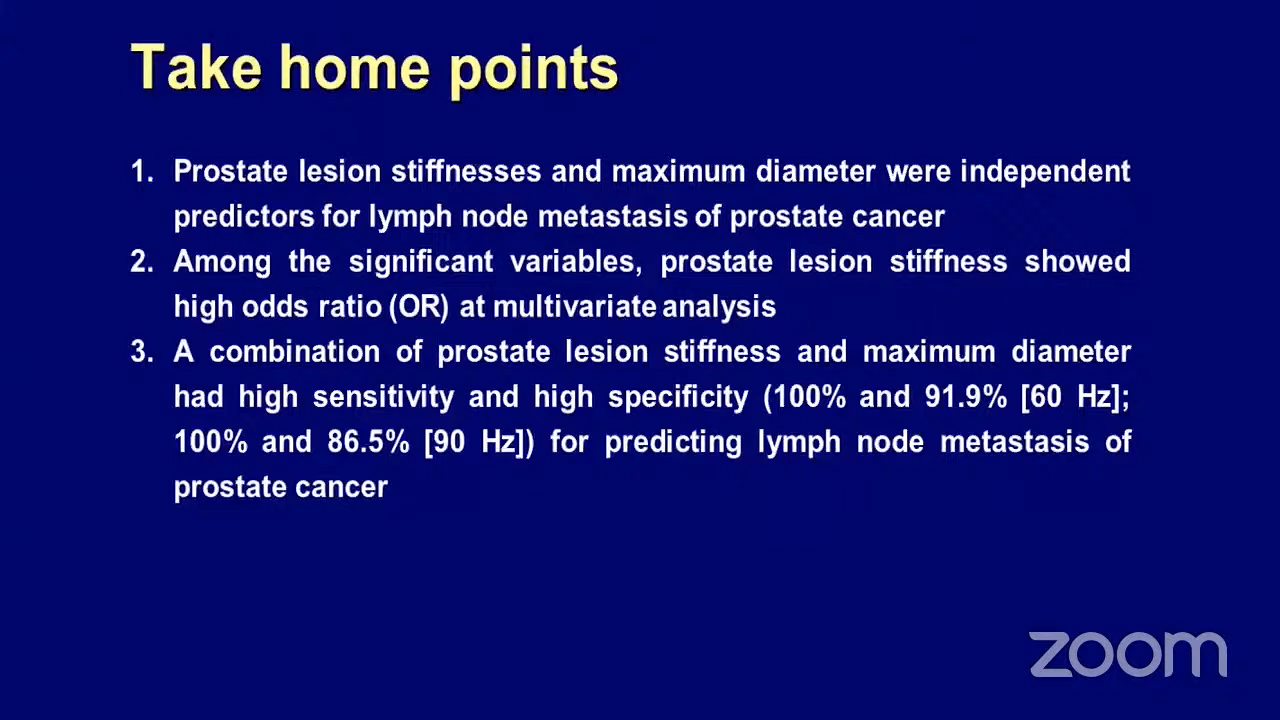 Take home points
1. Prostate lesion stiffnesses and maximum diameter were independent
predictors for lymph node metastasis of prostate cancer
2. Among the significant variables, prostate lesion stiffness showed
high odds ratio (OR) at multivariate analysis
3. A combination of prostate lesion stiffness and maximum diameter
had high sensitivity and high specificity (100% and 91.9% [60 Hz];
100% and 86.5% [90 Hz]) for predicting lymph node metastasis of
prostate cancer
zoom